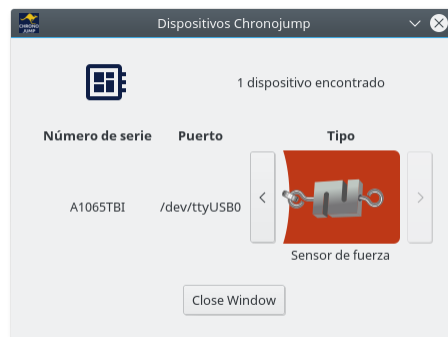 CHRONO
JUMP
Dispositivos Chronojump
1 dispositivo encontrado
Número de serie Puerto Tipo
A1065TBI /dev/ttyUSB0
Sensor de fuerza
Close Window